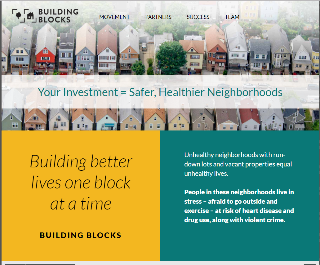 BUILDING
BLOCKS
MOVEMENT PARTNERS SUCCESS TEAM
Your Investment = Safer, Healthier Neighborhoods
Building better
lives one block
at a time
BUILDING BLOCKS
Unhealthy neighborhoods with run-
down lots and vacant properties equal
unhealthy lives.
People in these neighborhoods live in
stress – afraid to go outside and
exercise – at risk of heart disease and
drug use, along with violent crime.